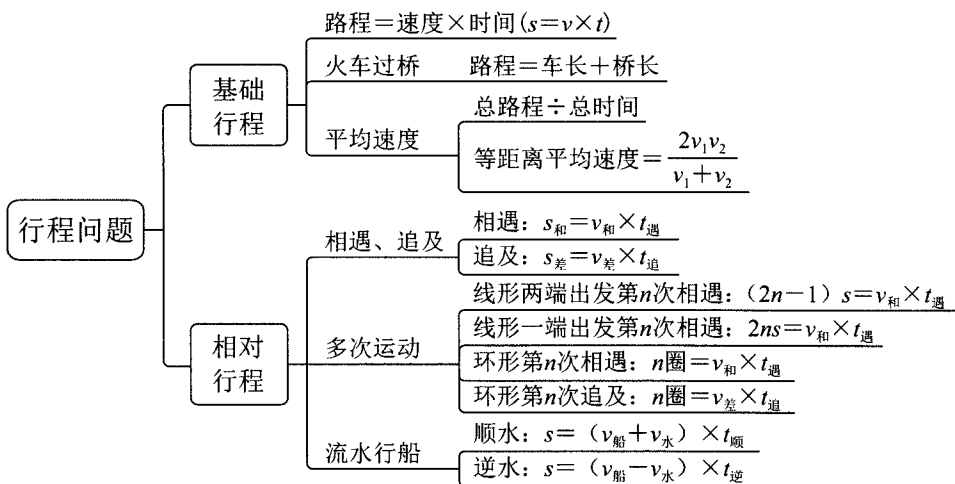 行程问题
基础
行程
路程=速度×时间(s=v×t)
火车过桥 路程=车长+桥长
平均速度
总路程÷总时间
等距离平均速度=2v₁v₂/(v₁+v₂)
相对
行程
相遇、追及
相遇：s和=v和×t遇
追及：s差=v差×t追
多次运动
线形两端出发第n次相遇：(2n-1) s=v和×t遇
线形一端出发第n次相遇：2ns=v和×t遇
环形第n次相遇：n圈=v和×t遇
环形第n次追及：n圈=v差×t追
流水行船
顺水：s=（v船+v水）×t顺
逆水：s=（v船-v水）×t逆